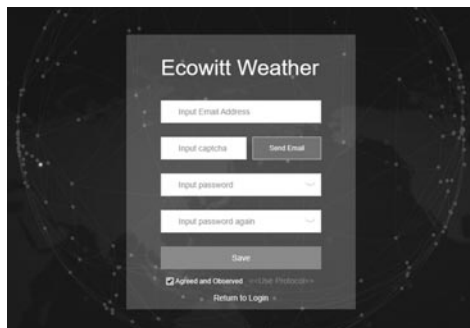 Ecowitt Weather
Input Email Address
Input captcha
Send Email
Input password
Input password again
Save
Agreed and Observed <<Use Protocol>>
Return to Login